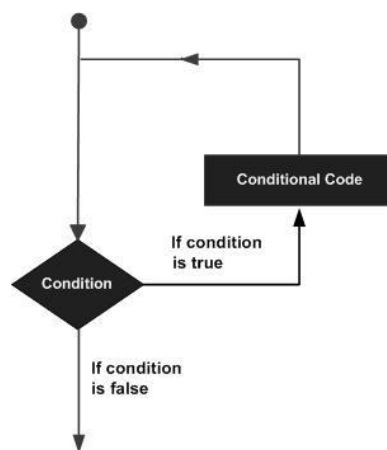 Conditional Code
If condition
is true
Condition
If condition
is false